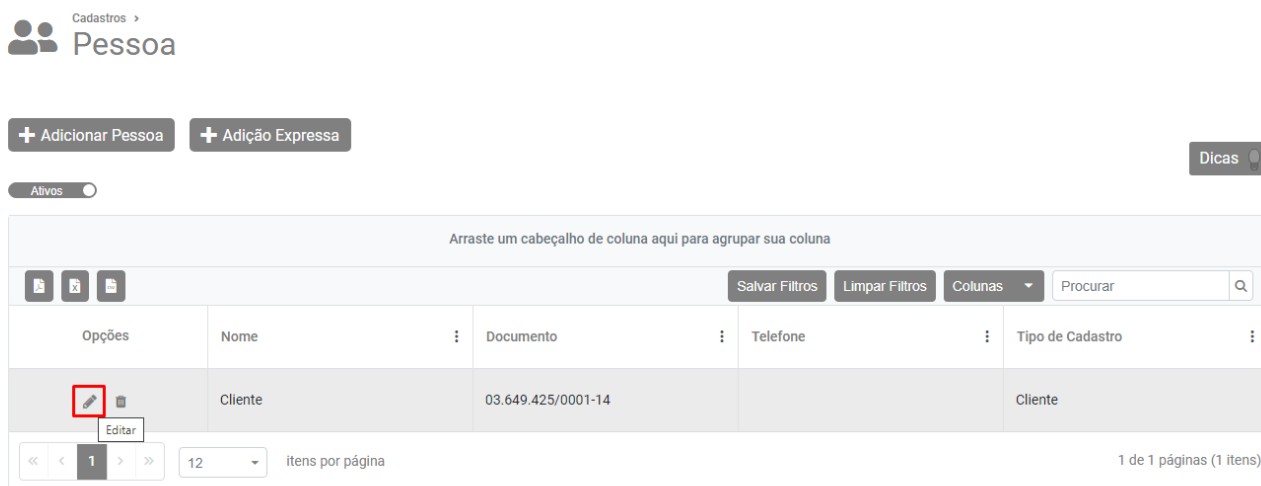 Cadastros >
Pessoa
Adicionar Pessoa
Adição Expressa
Dicas
Ativos
Arraste um cabeçalho de coluna aqui para agrupar sua coluna
Salvar Filtros Limpar Filtros Colunas Procurar
Opções Nome Documento Telefone Tipo de Cadastro
Cliente 03.649.425/0001-14 Cliente
Editar
« < 1 > » 12 itens por página 1 de 1 páginas (1 itens)